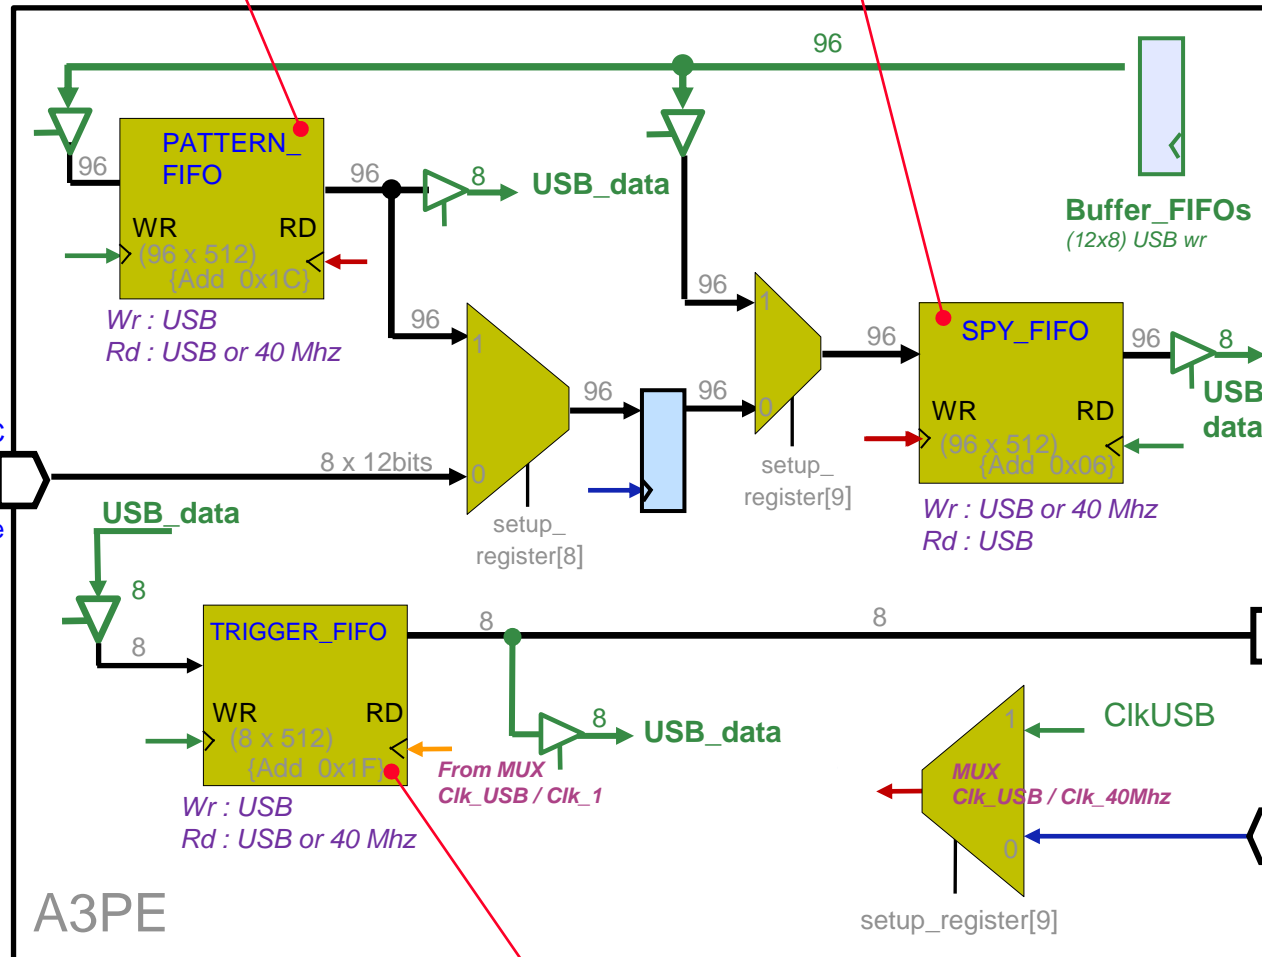 96
PATTERN_
FIFO
96
96
8
USB_data
WR
RD
(96 x 512)
{Add 0x1C}
Wr : USB
Rd : USB or 40 Mhz
Buffer_FIFOs
(12x8) USB wr
96
1
96
1
96
SPY_FIFO
96
8
USB
data
96
96
0
WR
RD
(96 x 512)
{Add 0x06}
8 x 12bits
0
setup_
register[9]
setup_
register[8]
Wr : USB or 40 Mhz
Rd : USB
USB_data
8
8
TRIGGER_FIFO
8
8
WR
RD
(8 x 512)
{Add 0x1F}
From MUX
Clk_USB / Clk_1
8
USB_data
Wr : USB
Rd : USB or 40 Mhz
1
ClkUSB
MUX
Clk_USB / Clk_40Mhz
0
setup_register[9]
A3PE